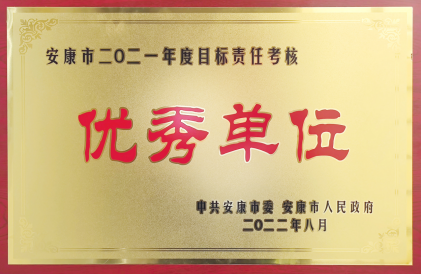 安康市二〇二一年度目标责任考核
优秀单位
中共安康市委 安康市人民政府
二〇二二年八月